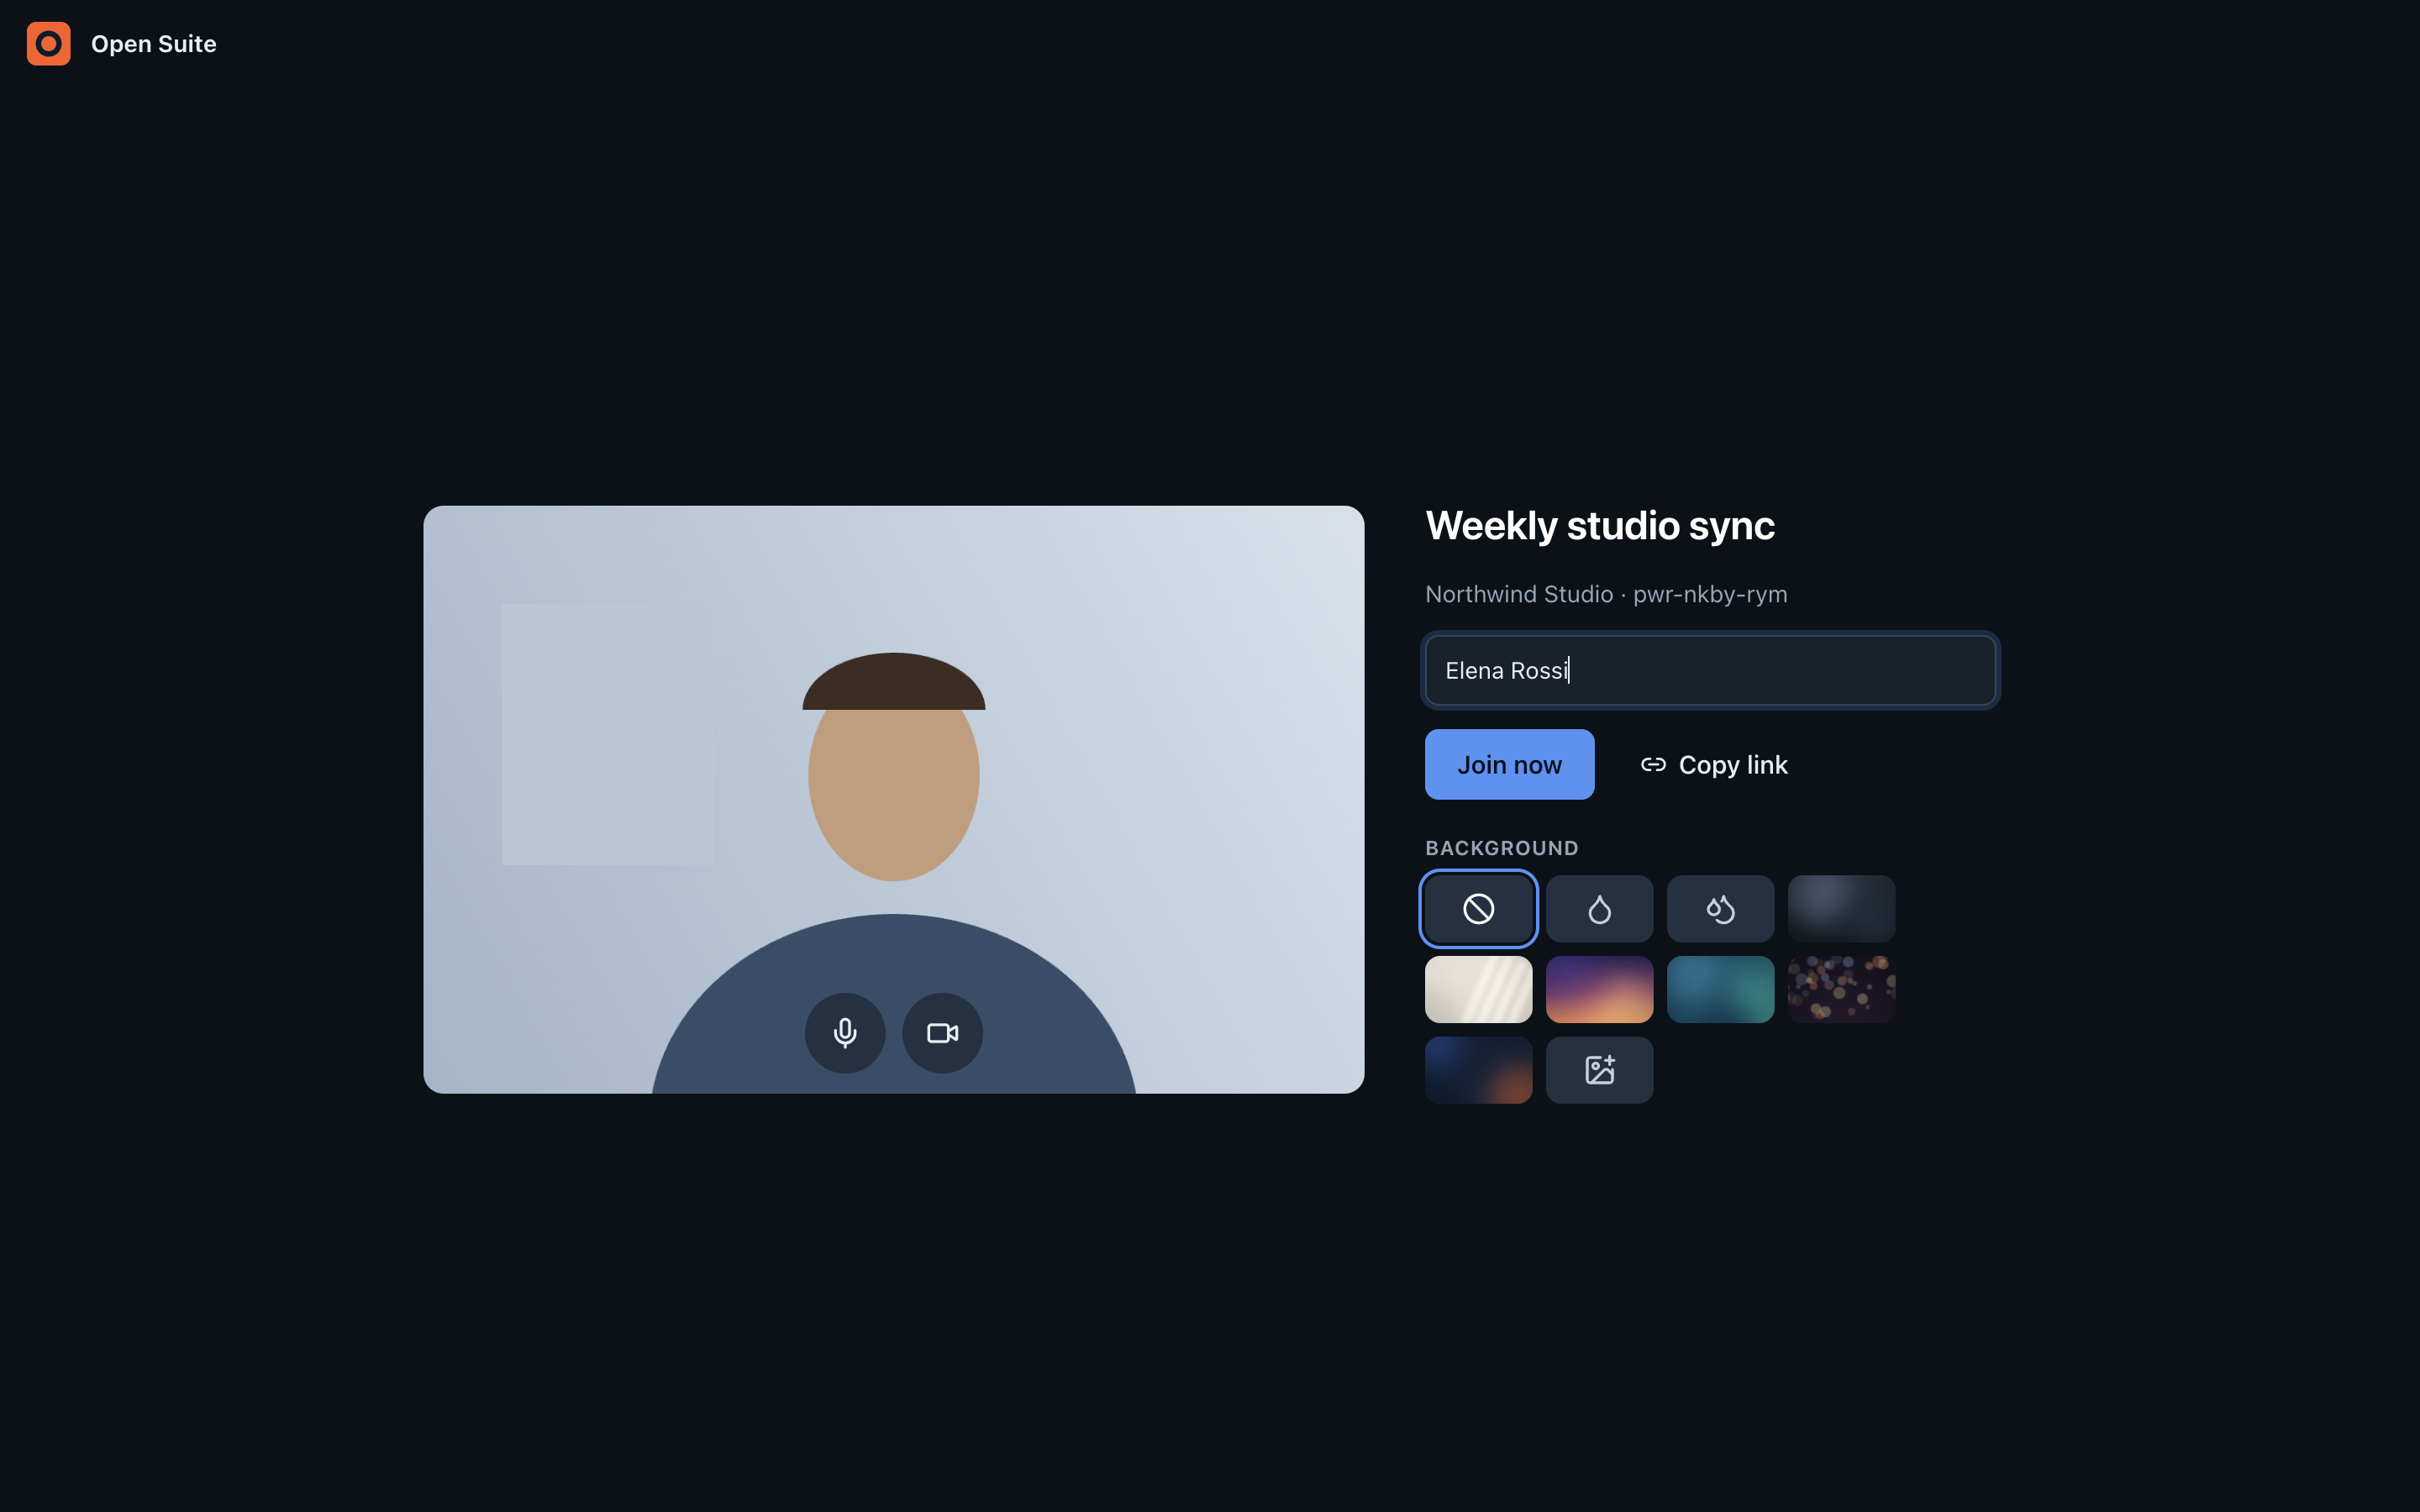 Open Suite
Weekly studio sync
Northwind Studio · pwr-nkby-rym
Elena Rossi
Join now
Copy link
BACKGROUND